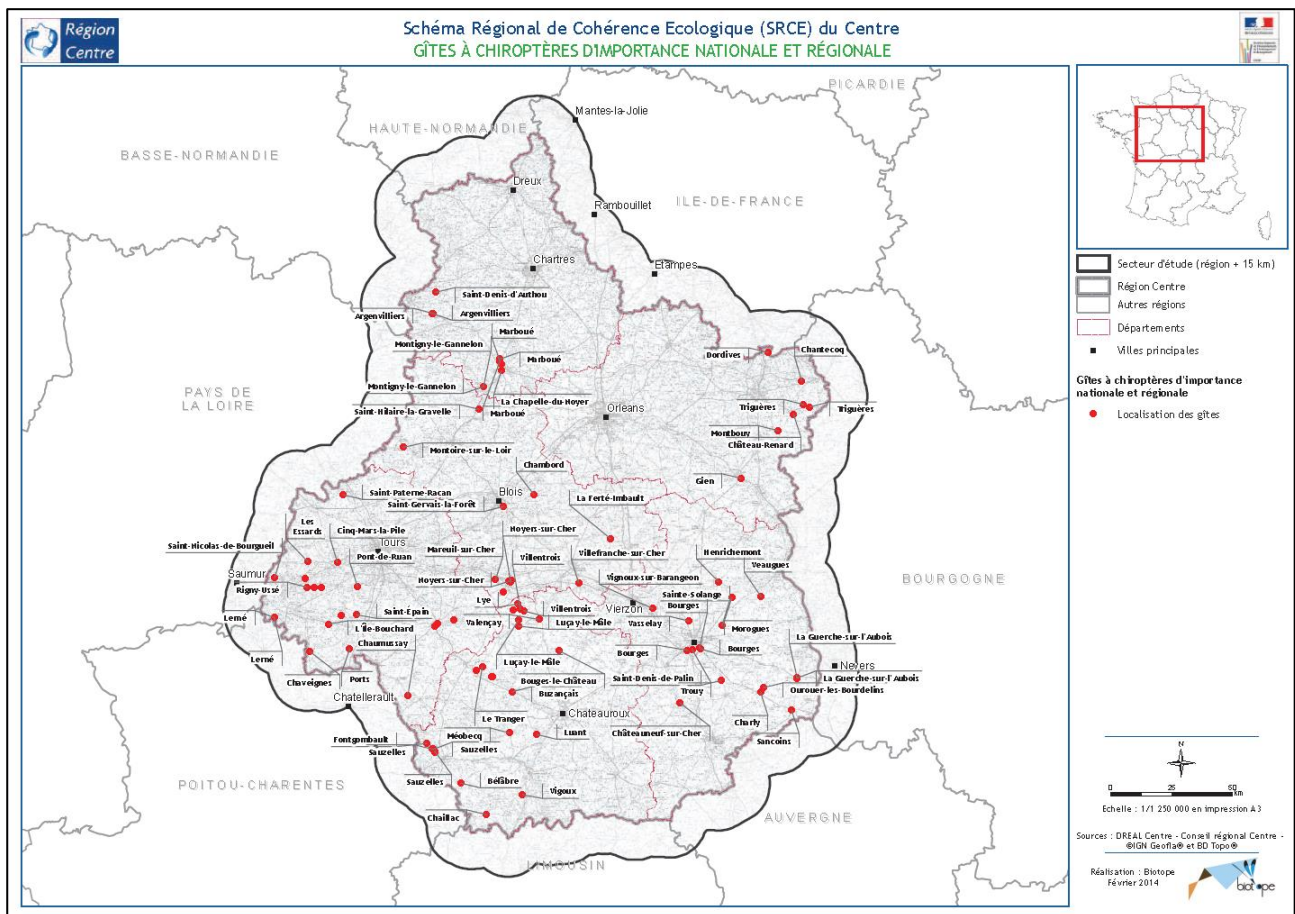 Région
Centre
Schéma Régional de Cohérence Ecologique (SRCE) du Centre
GÎTES À CHIROPTÈRES D'IMPORTANCE NATIONALE ET RÉGIONALE
PICARDIE
Mantes-la-Jolie
HAUTE-NORMANDIE
BASSE-NORMANDIE
Dreux
Rambouillet
ILE-DE-FRANCE
Chartres
Etampes
Saint-Denis-d'Authou
Argenvilliers
Argenvilliers
Marboué
Montigny-le-Gannelon
Marboué
Bordives
Chantecoq
PAYS DE
LA LOIRE
Montigny-le-Gannelon
La Chapelle-du-Noyer
Saint-Hilaire-la-Gravelle
Marboué
Orléans
Triguères
Triguères
Montbouy
Château-Renard
Montoire-sur-le-Loir
Chambord
Gien
Saint-Paterne-Racan
Blois
La Ferté-Imbault
Saint-Gervais-la-Forêt
Les
Essards
Cinq-Mars-la-Pile
Noyers-sur-Cher
Saint-Nicolas-de-Bourgueil
Tours
Mareuil-sur-Cher
Villentrois
Villefranche-sur-Cher
Henrichemont
Pont-de-Ruan
Veaugues
Saumur
Rigny-Ussé
Noyers-sur-Cher
Vignoux-sur-Barangeon
BOURGOGNE
Sainte-Solange
Lye
Vierzon
Bourges
Lerné
Saint-Epain
Valençay
Villentrois
Luçay-le-Mâle
Vasselay
Morogues
L'Île-Bouchard
La Guerche-sur-l'Aubois
Chaumussay
Lerné
Luçay-le-Mâle
Bourges
Bourges
Nevers
Chaveignes
Ports
Bouges-le-Château
Saint-Denis-de-Palin
La Guerche-sur-l'Aubois
Chatellerault
Buzançais
Trouy
Ourouer-les-Bourdelins
Le Tranger
Châteauroux
Charly
Fontgombault
Méobecq
Luant
Châteauneuf-sur-Cher
Sancoins
Sauzelles
Sauzelles
POITOU-CHARENTES
Sauzelles
Bélâbre
Vigoux
Chaillac
AUVERGNE
LIMOUSIN
Secteur d'étude (région + 15 km)
Région Centre
Autres régions
Départements
Villes principales
Gîtes à chiroptères d'importance
nationale et régionale
Localisation des gîtes
N
0 25 50
km
Echelle : 1/1 250 000 en impression A3
Sources : DREAL Centre - Conseil régional Centre -
©IGN Geofla® et BD Topo®
Réalisation : Biotope
Février 2014
biotope